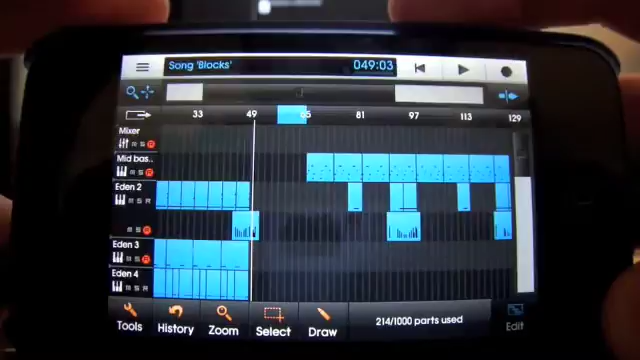 Song 'Blocks'
049:03
33 49 65 81 97 113 129
Mixer
M S R
Mid bas..
M S R
Eden 2
M S R
M S R
Eden 3
M S R
Eden 4
M S R
Tools
History
Zoom
Select
Draw
214/1000 parts used
Edit